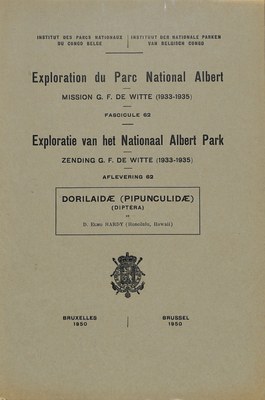 INSTITUT DES PARCS NATIONAUX
DU CONGO BELGE
INSTITUUT DER NATIONALE PARKEN
VAN BELGISCH CONGO
Exploration du Parc National Albert
MISSION G. F. DE WITTE (1933-1935)
FASCICULE 62
Exploratie van het Nationaal Albert Park
ZENDING G. F. DE WITTE (1933-1935)
AFLEVERING 62
DORILAIDÆ (PIPUNCULIDÆ)
(DIPTERA)
D. Elmo HARDY (Honolulu, Hawaii)
BRUXELLES
1950
BRUSSEL
1950